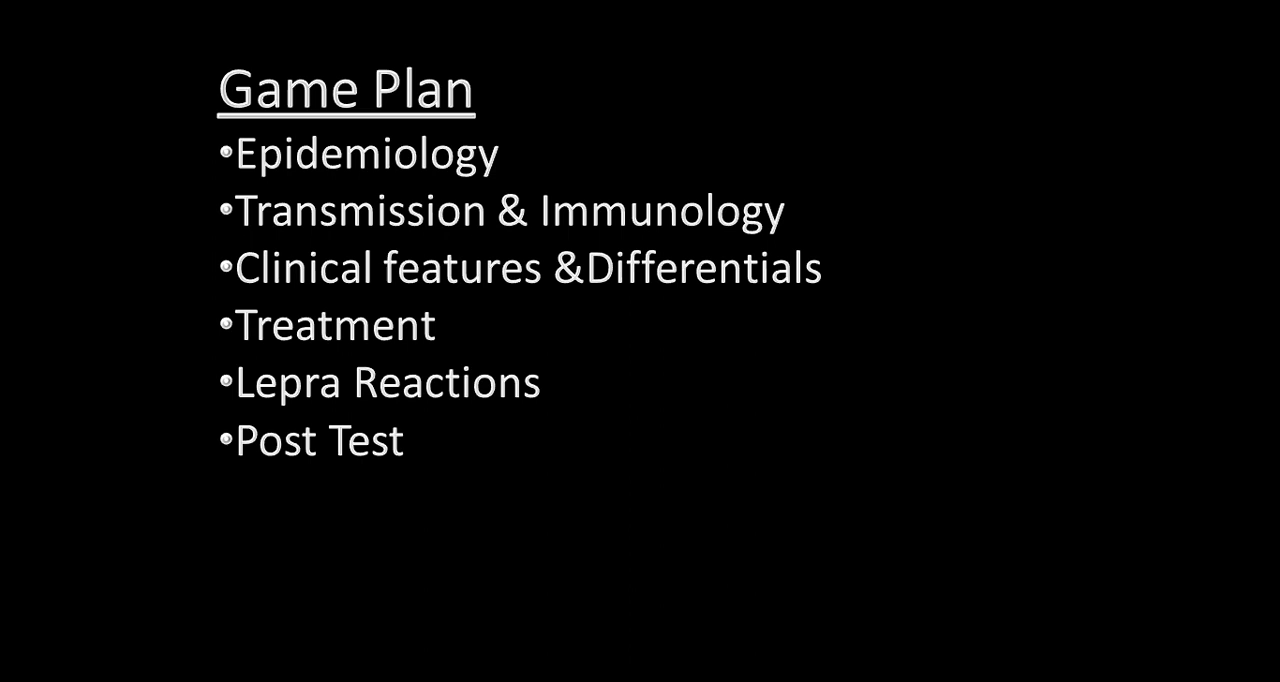 Game Plan
•Epidemiology
•Transmission & Immunology
•Clinical features &Differentials
•Treatment
•Lepra Reactions
•Post Test